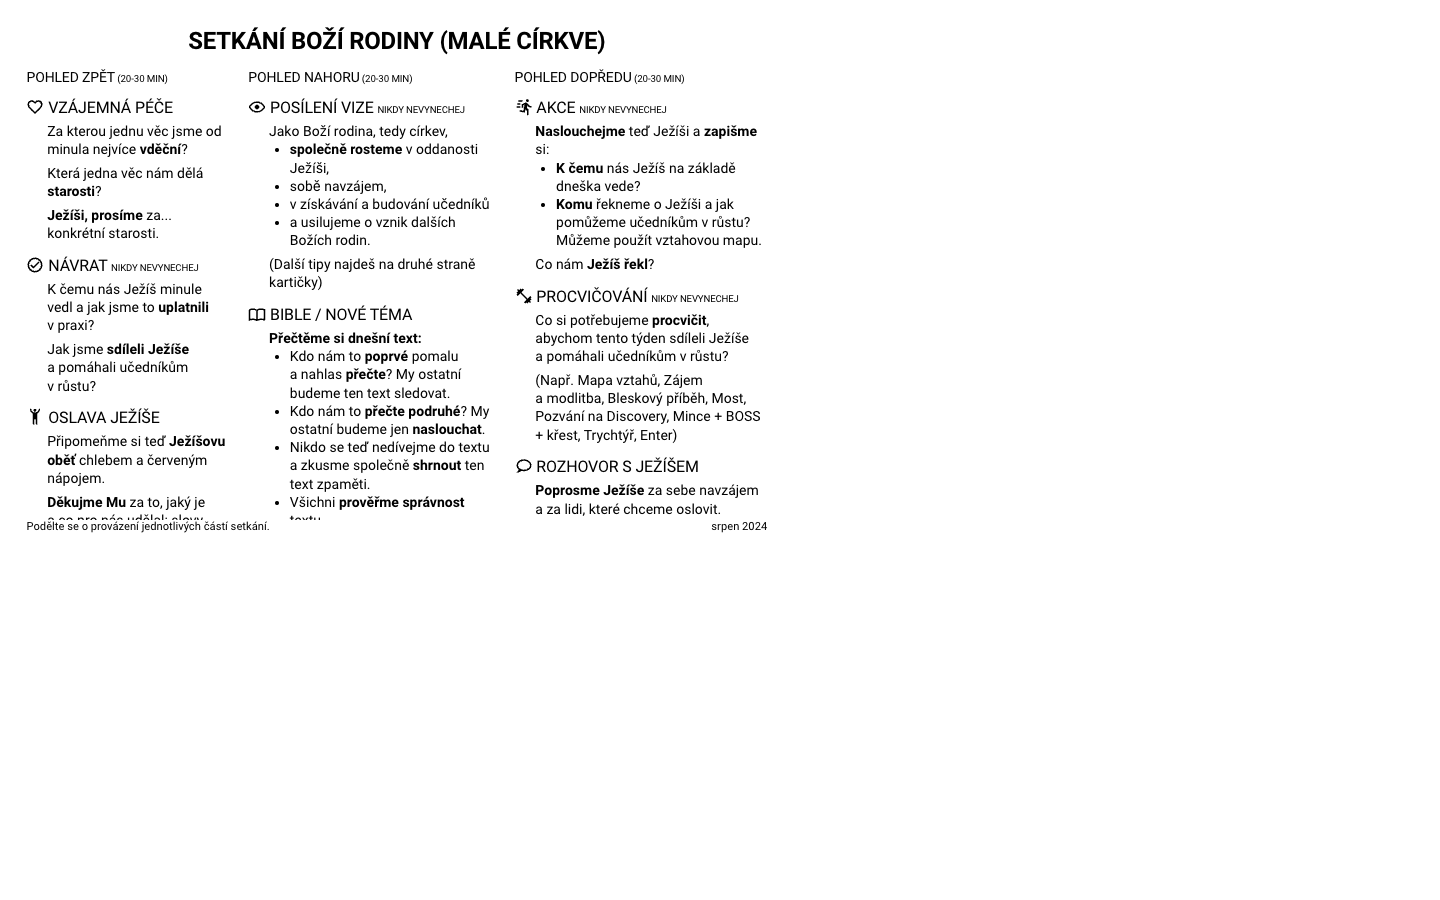 SETKÁNÍ BOŽÍ RODINY (MALÉ CÍRKVE)
POHLED ZPĚT (20-30 MIN)
VZÁJEMNÁ PÉČE
Za kterou jednu věc jsme od
minula nejvíce vděční?
Která jedna věc nám dělá
starosti?
Ježíši, prosíme za...
konkrétní starosti.
NÁVRAT NIKDY NEVYNECHEJ
K čemu nás Ježíš minule
vedl a jak jsme to uplatnili
v praxi?
Jak jsme sdíleli Ježíše
a pomáhali učedníkům
v růstu?
OSLAVA JEŽÍŠE
Připomeňme si teď Ježíšovu
oběť chlebem a červeným
nápojem.
Děkujme Mu za to, jaký je
a co pro nás udělal: slovy,
POHLED NAHORU (20-30 MIN)
POSÍLENÍ VIZE NIKDY NEVYNECHEJ
Jako Boží rodina, tedy církev,
• společně rosteme v oddanosti
Ježíši,
• sobě navzájem,
• v získávání a budování učedníků
• a usilujeme o vznik dalších
Božích rodin.
(Další tipy najdeš na druhé straně
kartičky)
BIBLE / NOVÉ TÉMA
Přečtěme si dnešní text:
• Kdo nám to poprvé pomalu
a nahlas přečte? My ostatní
budeme ten text sledovat.
• Kdo nám to přečte podruhé? My
ostatní budeme jen naslouchat.
• Nikdo se teď nedívejme do textu
a zkusme společně shrnout ten
text zpaměti.
• Všichni prověřme správnost
textu
POHLED DOPŘEDU (20-30 MIN)
AKCE NIKDY NEVYNECHEJ
Naslouchejme teď Ježíši a zapišme
si:
• K čemu nás Ježíš na základě
dneška vede?
• Komu řekneme o Ježíši a jak
pomůžeme učedníkům v růstu?
Můžeme použít vztahovou mapu.
Co nám Ježíš řekl?
PROCVIČOVÁNÍ NIKDY NEVYNECHEJ
Co si potřebujeme procvičit,
abychom tento týden sdíleli Ježíše
a pomáhali učedníkům v růstu?
(Např. Mapa vztahů, Zájem
a modlitba, Bleskový příběh, Most,
Pozvání na Discovery, Mince + BOSS
+ křest, Trychtýř, Enter)
ROZHOVOR S JEŽÍŠEM
Poprosme Ježíše za sebe navzájem
a za lidi, které chceme oslovit.
Podělte se o provázení jednotlivých částí setkání.
srpen 2024